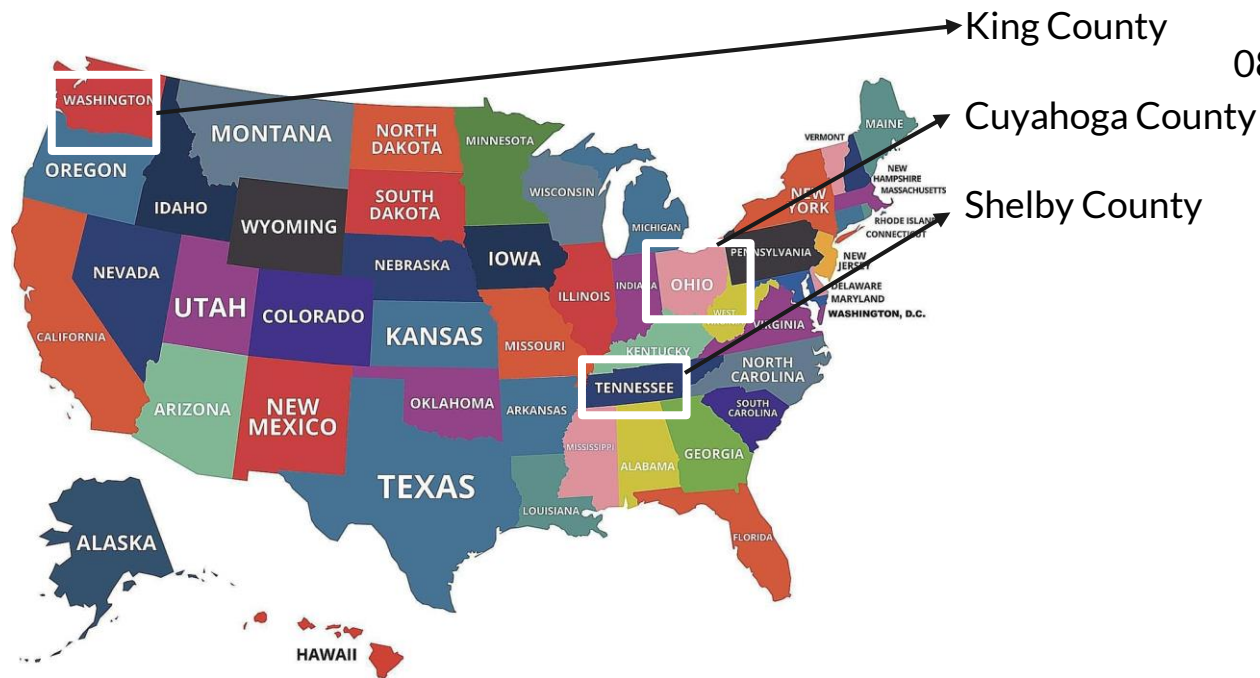 King County
08
Cuyahoga County
Shelby County
WASHINGTON
MONTANA
NORTH
DAKOTA
MINNESOTA
VERMONT
MAINE
OREGON
IDAHO
WYOMING
SOUTH
DAKOTA
WISCONSIN
MICHIGAN
NEW
YORK
NEW
HAMPSHIRE
MASSACHUSETTS
RHODE ISLAND
CONNECTICUT
NEVADA
UTAH
COLORADO
NEBRASKA
IOWA
ILLINOIS
INDIANA
OHIO
PENNSYLVANIA
NEW
JERSEY
DELAWARE
MARYLAND
WASHINGTON, D.C.
CALIFORNIA
KANSAS
MISSOURI
KENTUCKY
WEST
VIRGINIA
ARIZONA
NEW
MEXICO
OKLAHOMA
ARKANSAS
TENNESSEE
NORTH
CAROLINA
SOUTH
CAROLINA
TEXAS
LOUISIANA
MISSISSIPPI
ALABAMA
GEORGIA
FLORIDA
ALASKA
HAWAII